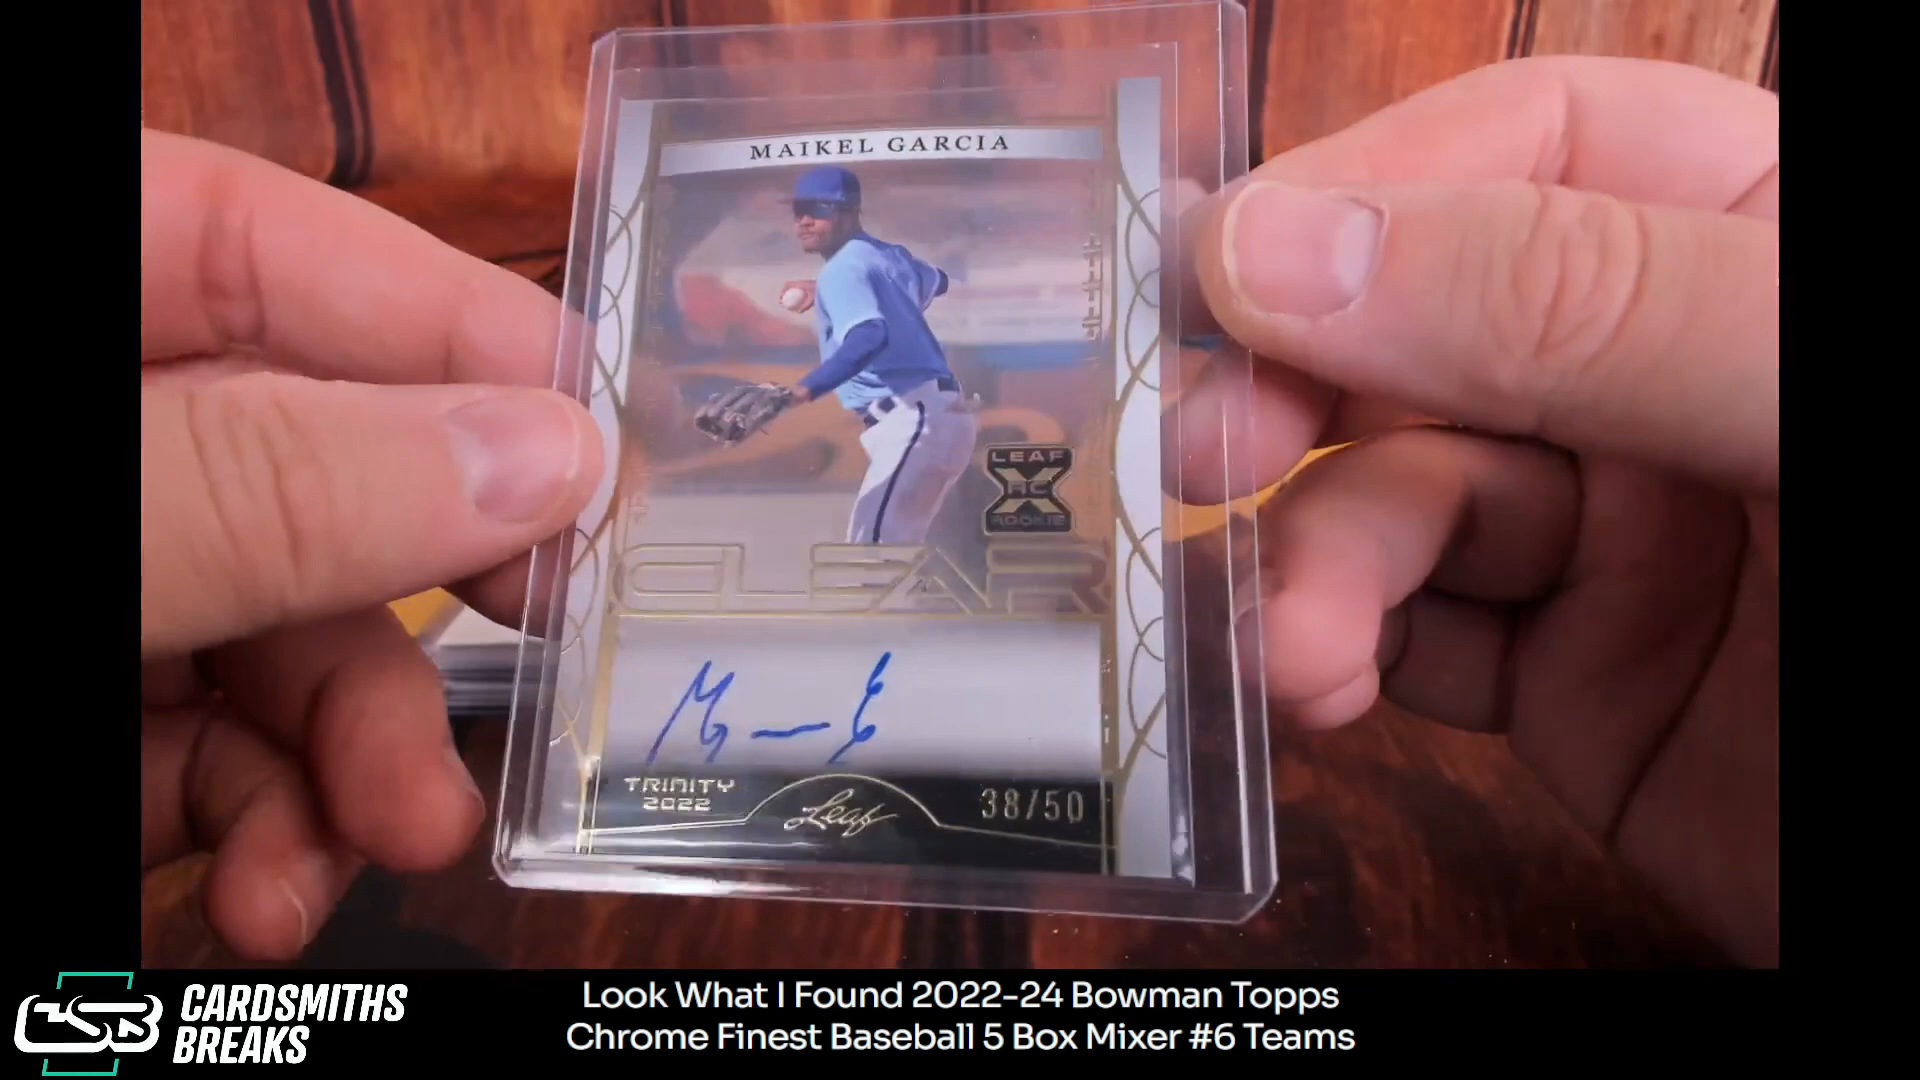 MAIKEL GARCIA
LEAF
RC
ROOKIE
CLEAR
TRINITY
2022
Leaf
38/50
CSB
CARDSMITHS
BREAKS
Look What I Found 2022-24 Bowman Topps
Chrome Finest Baseball 5 Box Mixer #6 Teams